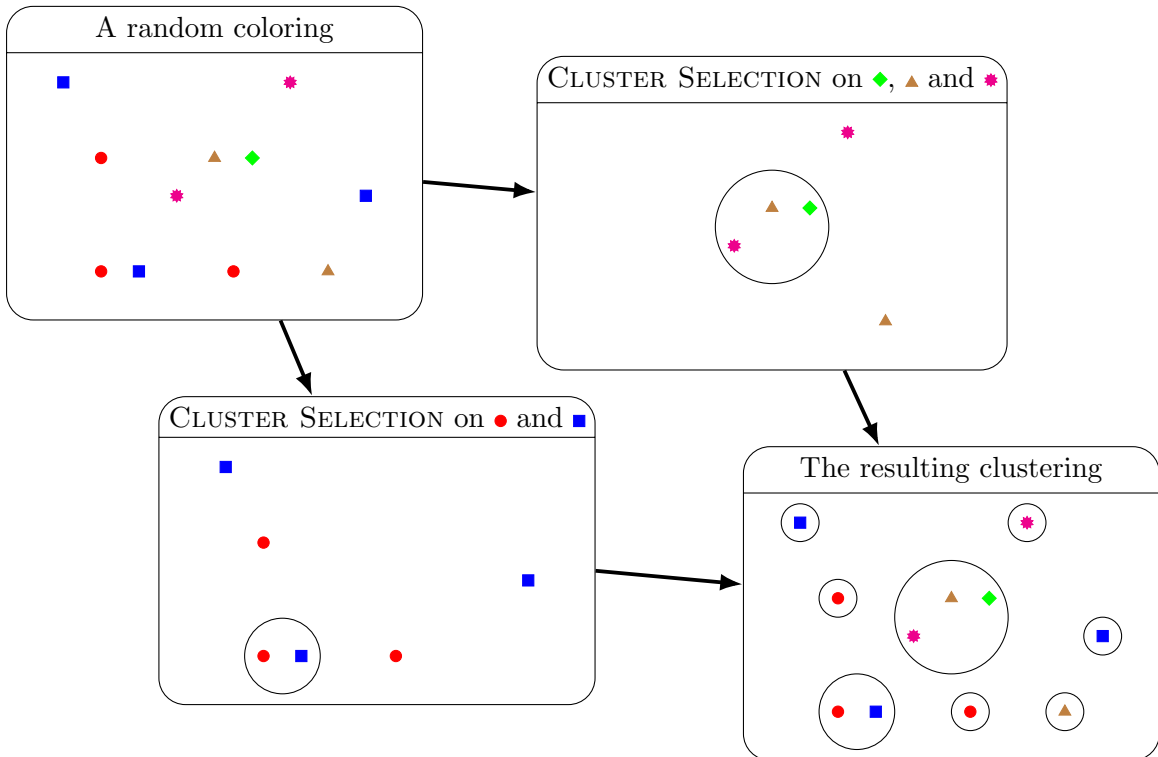 A random coloring
CLUSTER SELECTION on ◆, ▲ and ✹
CLUSTER SELECTION on ● and ■
The resulting clustering